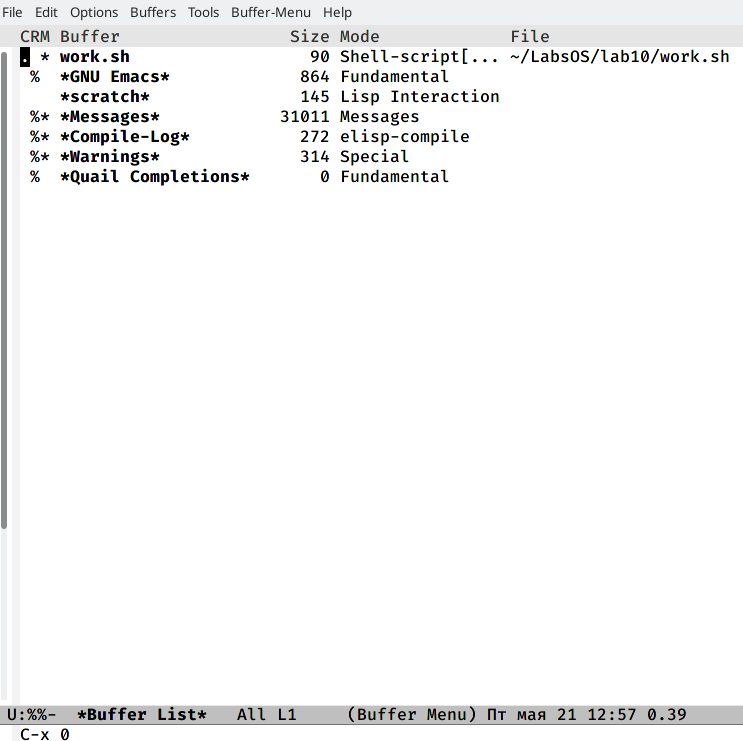 File Edit Options Buffers Tools Buffer-Menu Help
CRM Buffer Size Mode File
. * work.sh 90 Shell-script[... ~/LabsOS/lab10/work.sh
% *GNU Emacs* 864 Fundamental
*scratch* 145 Lisp Interaction
%* *Messages* 31011 Messages
%* *Compile-Log* 272 elisp-compile
%* *Warnings* 314 Special
% *Quail Completions* 0 Fundamental
U:%%- *Buffer List* All L1 (Buffer Menu) Пт мая 21 12:57 0.39
C-x 0